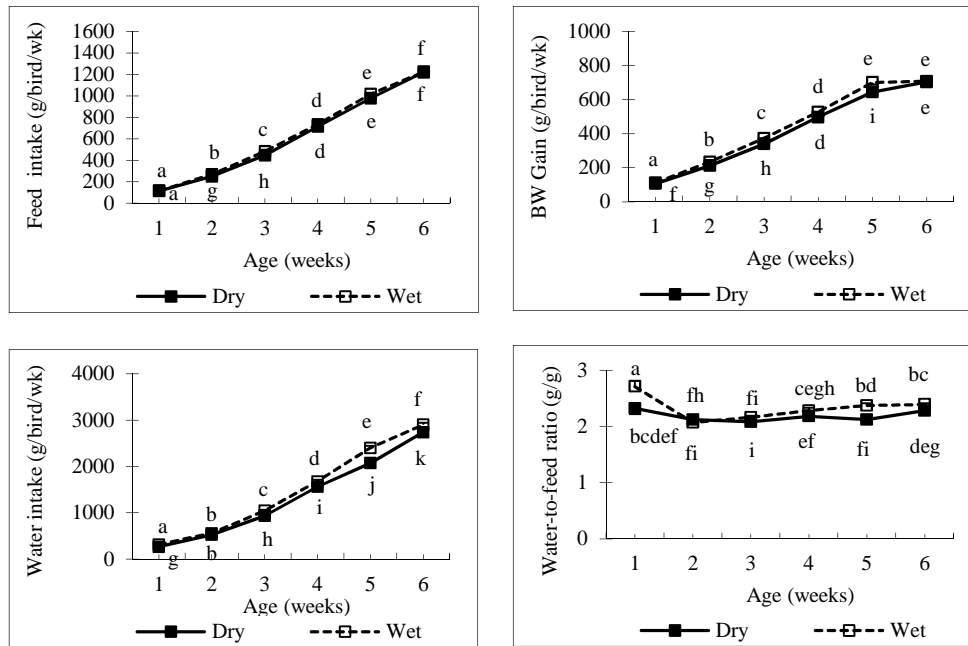 Feed intake (g/bird/wk)
1600
1400
1200
1000
800
600
400
200
0
a
b
c
d
e
f
a
g
h
d
e
f
1 2 3 4 5 6
Age (weeks)
Dry Wet
BW Gain (g/bird/wk)
1000
800
600
400
200
0
a
b
c
d
e
e
f
g
h
d
i
e
1 2 3 4 5 6
Age (weeks)
Dry Wet
Water intake (g/bird/wk)
4000
3000
2000
1000
0
a
b
c
d
e
f
g
b
h
i
j
k
1 2 3 4 5 6
Age (weeks)
Dry Wet
Water-to-feed ratio (g/g)
3
2
1
0
a
fh
fi
cegh
bd
bc
bcdef
fi
i
ef
fi
deg
1 2 3 4 5 6
Age (weeks)
Dry Wet